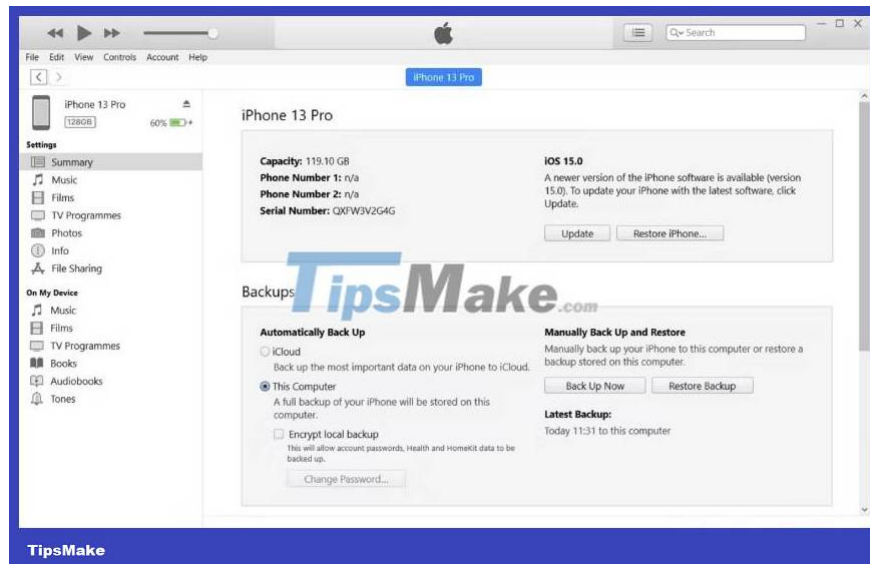 Search
File Edit View Controls Account Help
iPhone 13 Pro
iPhone 13 Pro
128GB
60%
Settings
Summary
Music
Films
TV Programmes
Photos
Info
File Sharing
On My Device
Music
Films
TV Programmes
Books
Audiobooks
Tones
iPhone 13 Pro
Capacity: 119.10 GB
Phone Number 1: n/a
Phone Number 2: n/a
Serial Number: QXFW3V2G4G
iOS 15.0
A newer version of the iPhone software is available (version
15.0). To update your iPhone with the latest software, click
Update.
Update
Restore iPhone...
TipsMake.com
Backups
Automatically Back Up
iCloud
Back up the most important data on your iPhone to iCloud.
This Computer
A full backup of your iPhone will be stored on this
computer.
Encrypt local backup
This will allow account passwords, Health and HomeKit data to be
backed up.
Change Password...
Manually Back Up and Restore
Manually back up your iPhone to this computer or restore a
backup stored on this computer.
Back Up Now
Restore Backup
Latest Backup:
Today 11:31 to this computer
TipsMake